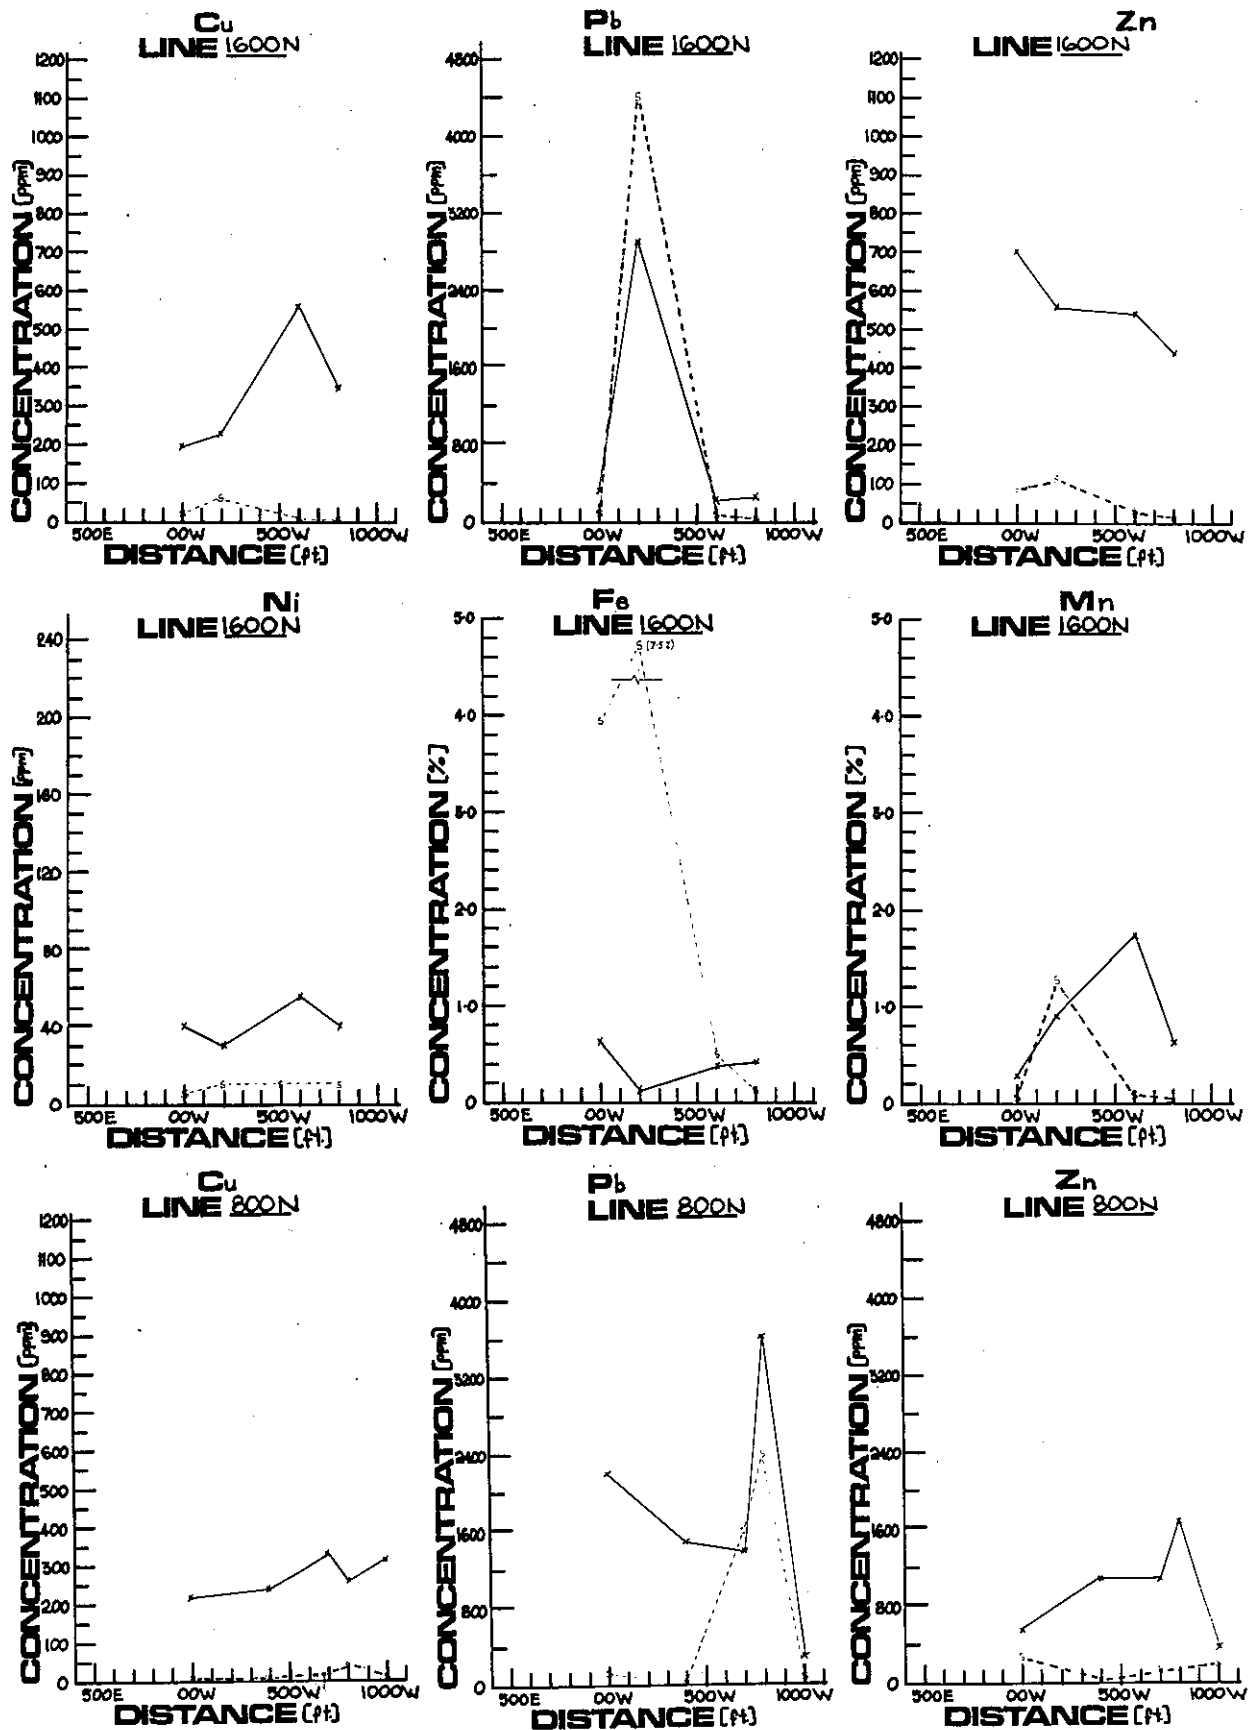 Cu
LINE 1600N
1200
1100
1000
900
800
700
600
500
400
300
200
100
0
CONCENTRATION [ppm]
500E 00W 500W 1000W
DISTANCE [ft]
Pb
LINE 1600N
4800
4000
3200
2400
1600
800
0
CONCENTRATION [ppm]
S
500E 00W 500W 1000W
DISTANCE [ft]
Zn
LINE 1600N
1200
1100
1000
900
800
700
600
500
400
300
200
100
0
CONCENTRATION [ppm]
500E 00W 500W 1000W
DISTANCE [ft]
Ni
LINE 1600N
240
200
160
120
80
40
0
CONCENTRATION [ppm]
500E 00W 500W 1000W
DISTANCE [ft]
Fe
LINE 1600N
5.0
4.0
3.0
2.0
1.0
0
CONCENTRATION [%]
S (7.5%)
S
S
500E 00W 500W 1000W
DISTANCE [ft]
Mn
LINE 1600N
5.0
4.0
3.0
2.0
1.0
0
CONCENTRATION [%]
S
500E 00W 500W 1000W
DISTANCE [ft]
Cu
LINE 800N
1200
1100
1000
900
800
700
600
500
400
300
200
100
0
CONCENTRATION [ppm]
500E 00W 500W 1000W
DISTANCE [ft]
Pb
LINE 800N
4800
4000
3200
2400
1600
800
0
CONCENTRATION [ppm]
500E 00W 500W 1000W
DISTANCE [ft]
Zn
LINE 800N
4800
4000
3200
2400
1600
800
0
CONCENTRATION [ppm]
500E 00W 500W 1000W
DISTANCE [ft]